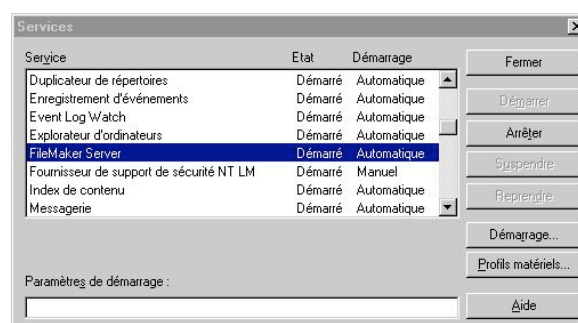 Services
Service Etat Démarrage
Duplicateur de répertoires Démarré Automatique
Enregistrement d'événements Démarré Automatique
Event Log Watch Démarré Automatique
Explorateur d'ordinateurs Démarré Automatique
FileMaker Server Démarré Automatique
Fournisseur de support de sécurité NT LM Démarré Manuel
Index de contenu Démarré Automatique
Messagerie Démarré Automatique
Paramètres de démarrage :
Fermer
Démarrer
Arrêter
Suspendre
Reprendre
Démarrage...
Profils matériels...
Aide